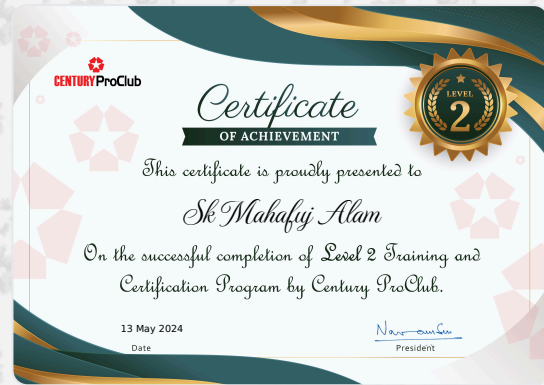 CENTURY ProClub
LEVEL
2
Certificate
OF ACHIEVEMENT
This certificate is proudly presented to
Sk Mahafuj Alam
On the successful completion of Level 2 Training and
Certification Program by Century ProClub.
13 May 2024
Date
President